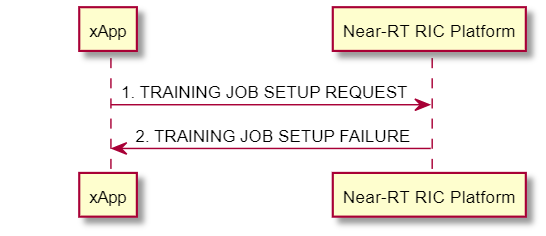 xApp
Near-RT RIC Platform
1. TRAINING JOB SETUP REQUEST
2. TRAINING JOB SETUP FAILURE
xApp
Near-RT RIC Platform